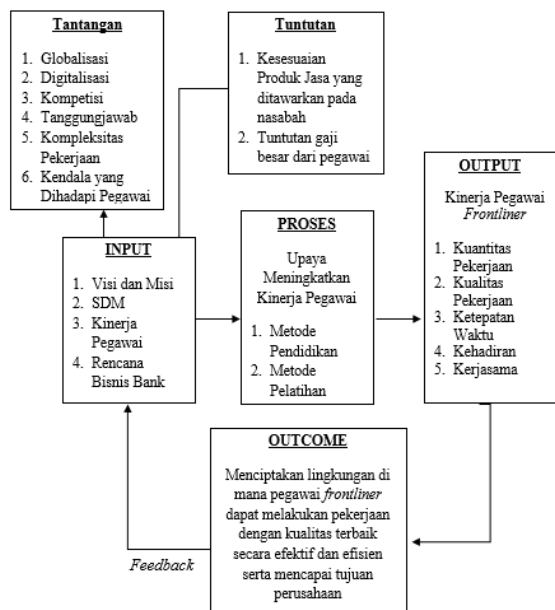 Tantangan
1. Globalisasi
2. Digitalisasi
3. Kompetisi
4. Tanggungjawab
5. Kompleksitas
Pekerjaan
6. Kendala yang
Dihadapi Pegawai
Tuntutan
1. Kesesuaian
Produk Jasa yang
ditawarkan pada
nasabah
2. Tuntutan gaji
besar dari pegawai
INPUT
1. Visi dan Misi
2. SDM
3. Kinerja
Pegawai
4. Rencana
Bisnis Bank
PROSES
Upaya
Meningkatkan
Kinerja Pegawai
1. Metode
Pendidikan
2. Metode
Pelatihan
OUTPUT
Kinerja Pegawai
Frontliner
1. Kuantitas
Pekerjaan
2. Kualitas
Pekerjaan
3. Ketepatan
Waktu
4. Kehadiran
5. Kerjasama
OUTCOME
Menciptakan lingkungan di
mana pegawai frontliner
dapat melakukan pekerjaan
dengan kualitas terbaik
secara efektif dan efisien
serta mencapai tujuan
perusahaan
Feedback